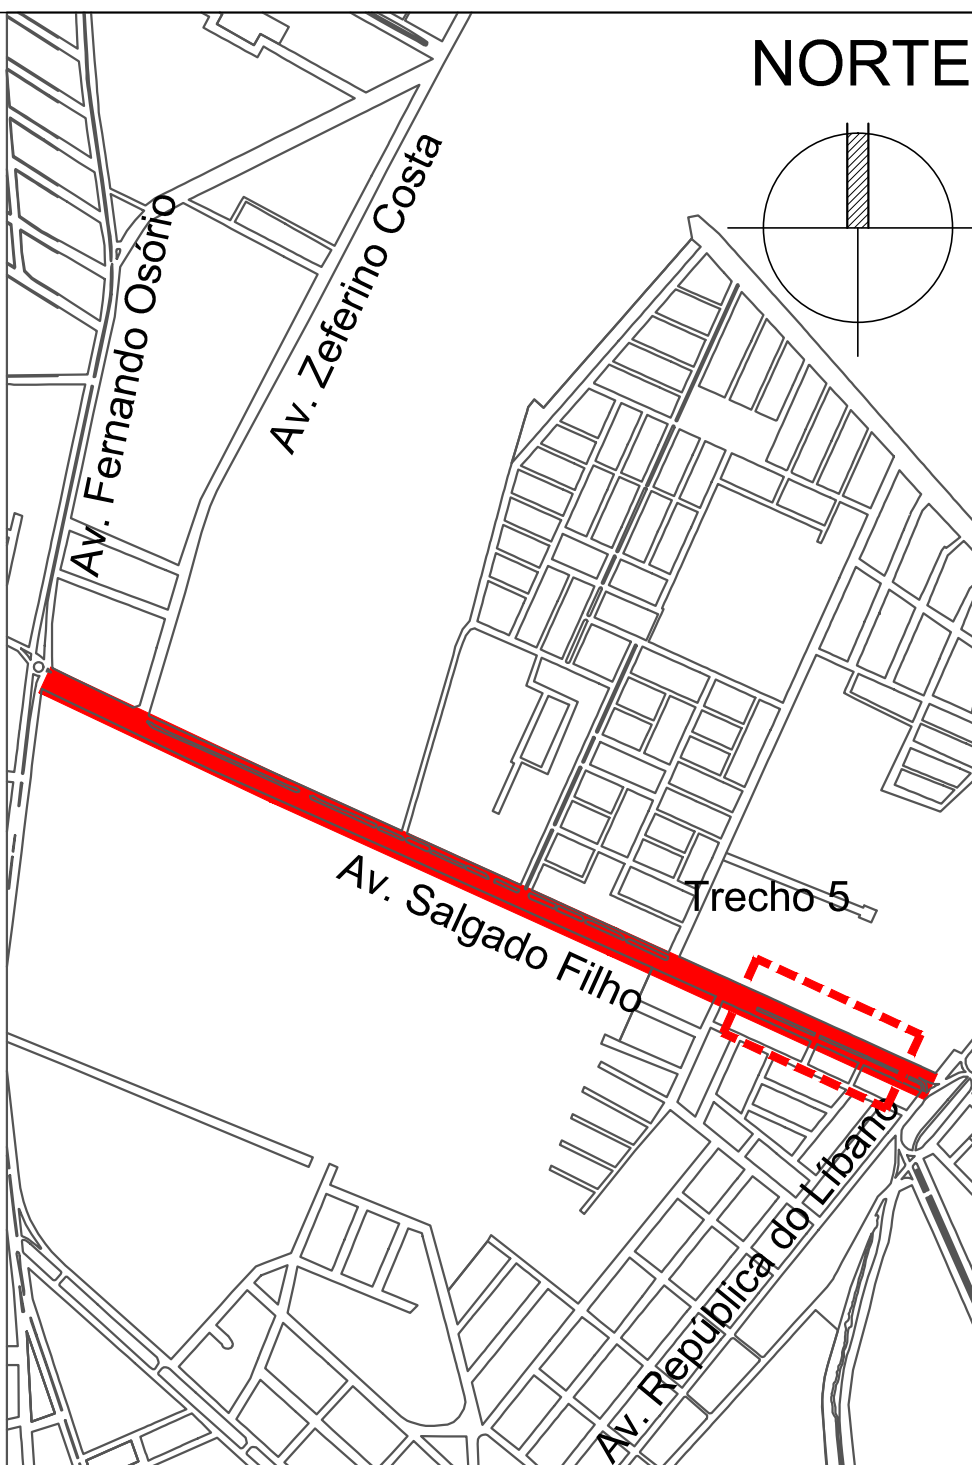 NORTE
Av. Fernando Osório
Av. Zeferino Costa
Trecho 5
Av. Salgado Filho
Av. República do Líbano